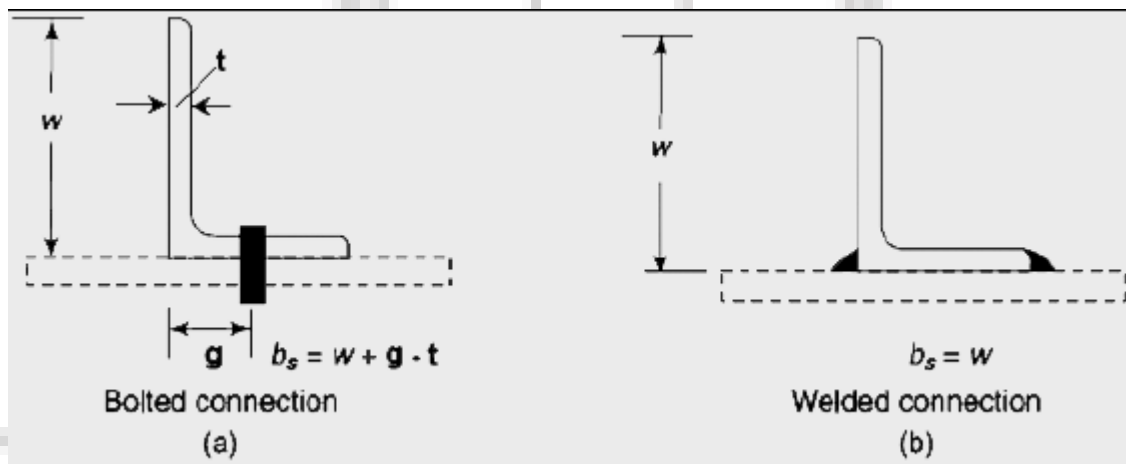 t
w
g
b_s = w + g - t
Bolted connection
(a)
w
b_s = w
Welded connection
(b)